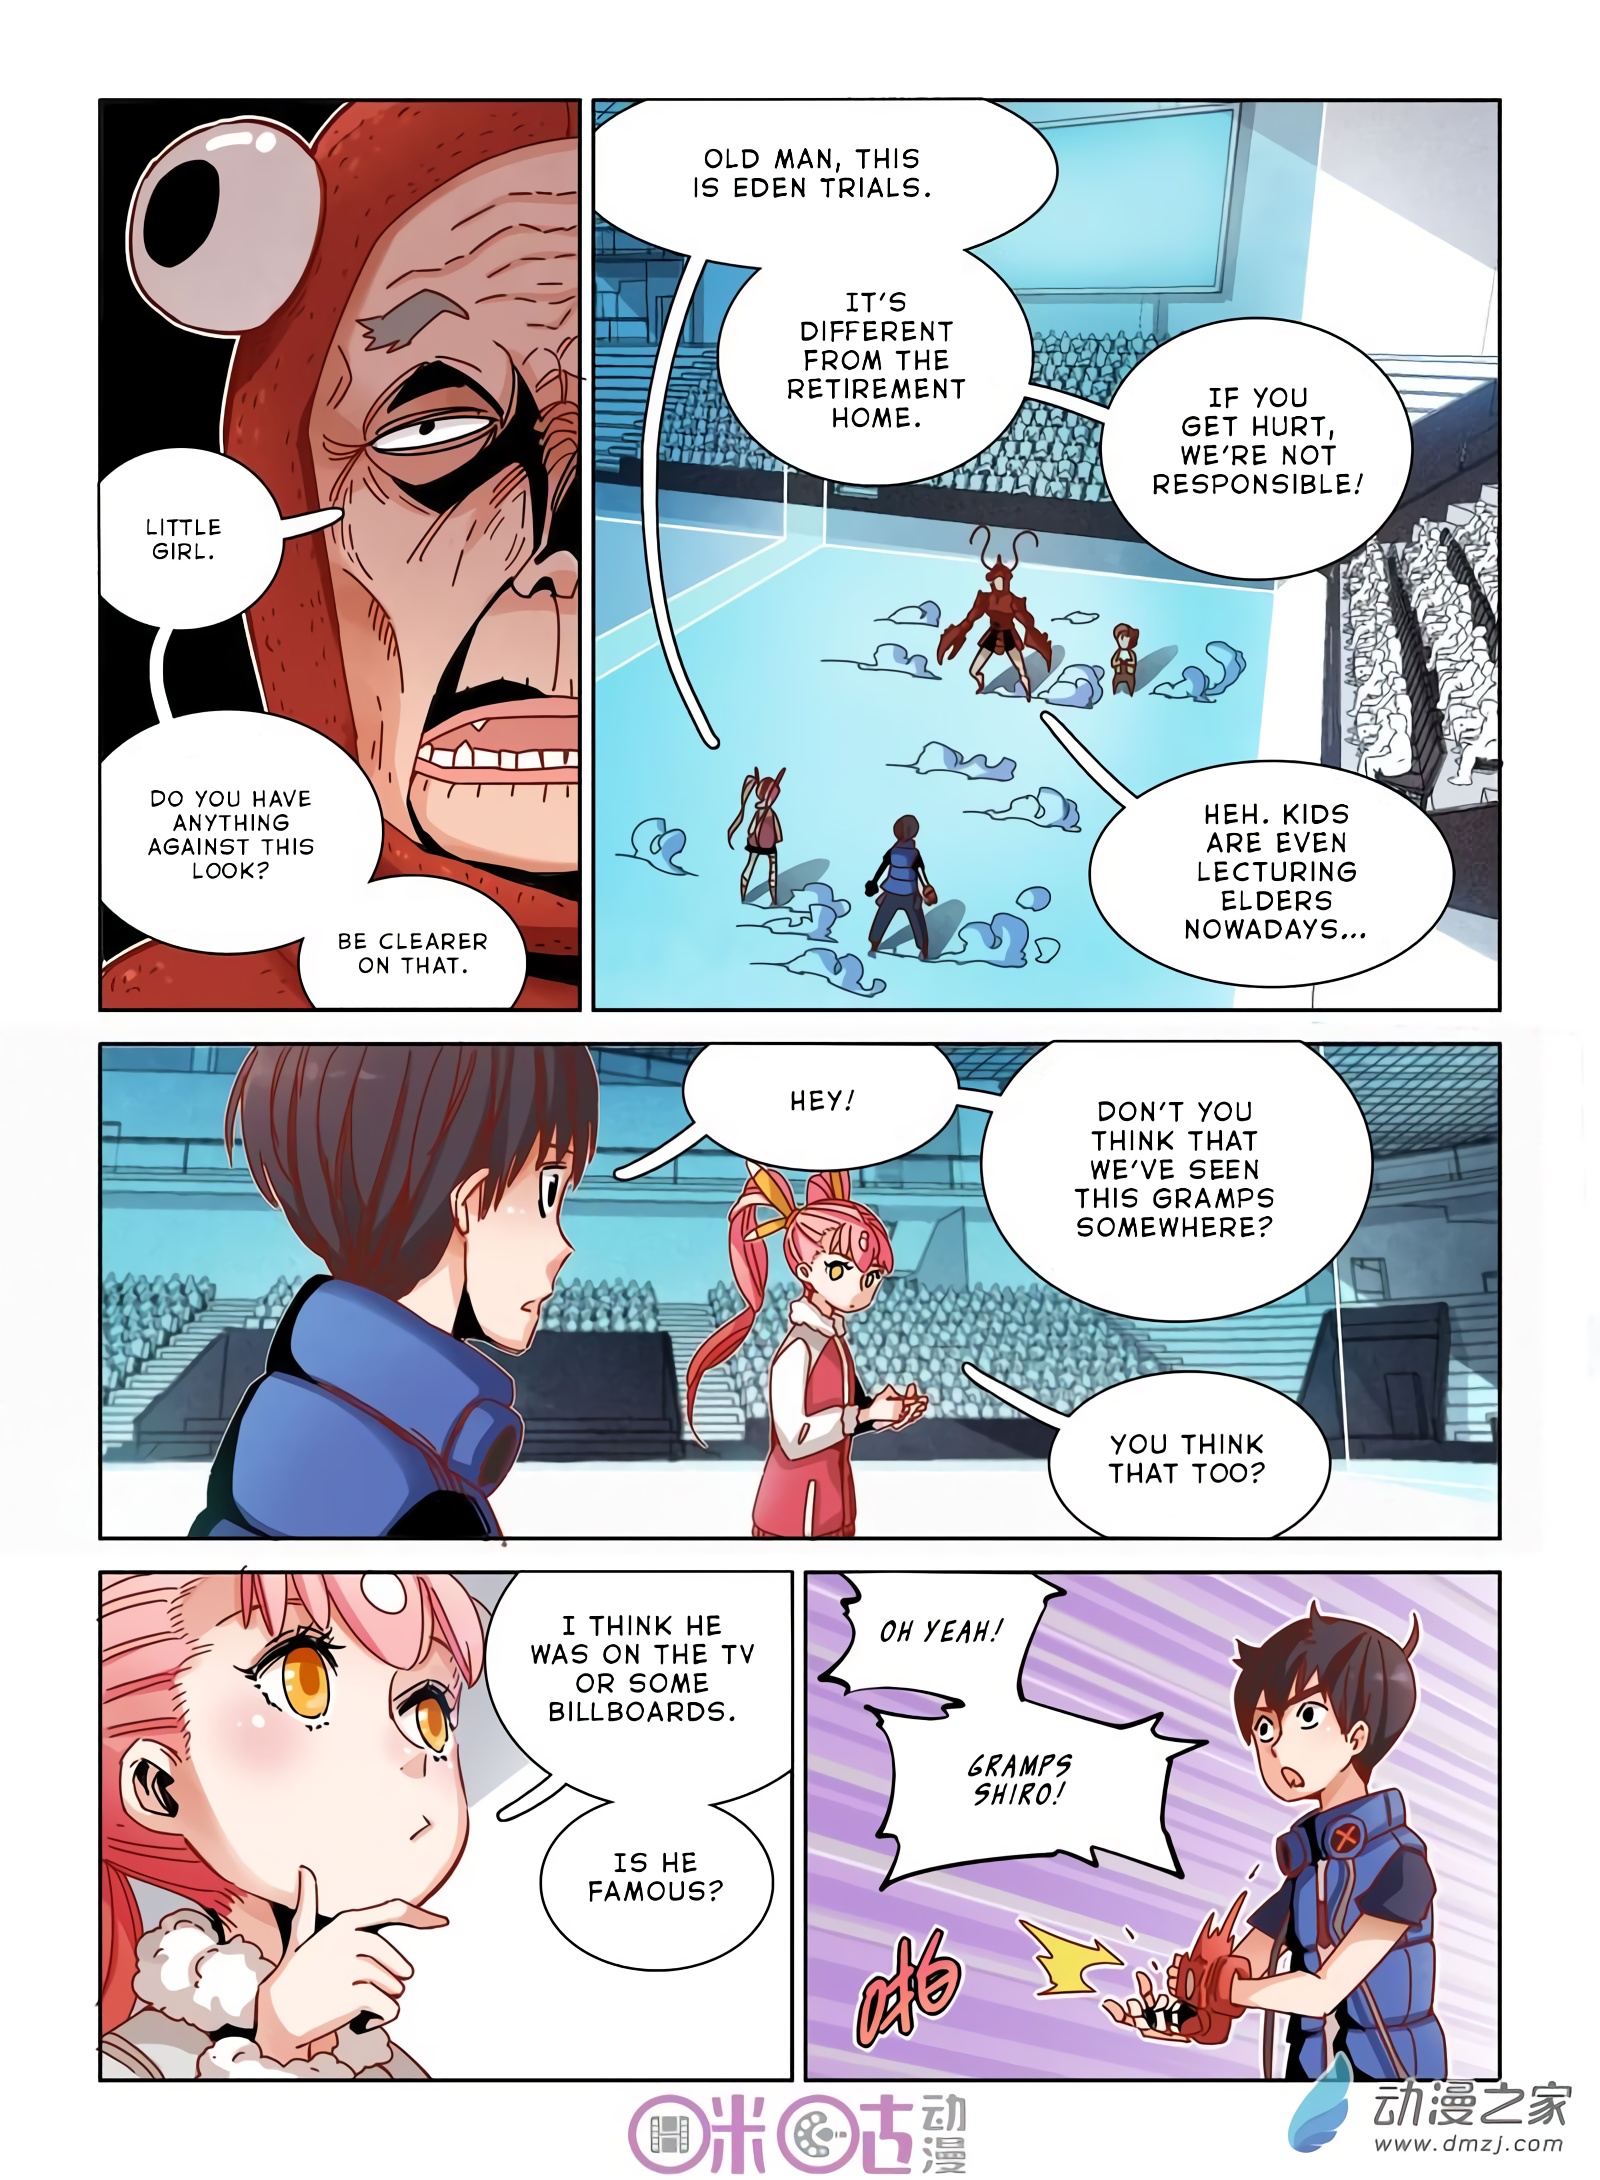 LITTLE
GIRL.
DO YOU HAVE
ANYTHING
AGAINST THIS
LOOK?
BE CLEARER
ON THAT.
OLD MAN, THIS
IS EDEN TRIALS.
IT'S
DIFFERENT
FROM THE
RETIREMENT
HOME.
IF YOU
GET HURT,
WE'RE NOT
RESPONSIBLE!
HEH. KIDS
ARE EVEN
LECTURING
ELDERS
NOWADAYS...
HEY!
DON'T YOU
THINK THAT
WE'VE SEEN
THIS GRAMPS
SOMEWHERE?
YOU THINK
THAT TOO?
I THINK HE
WAS ON THE TV
OR SOME
BILLBOARDS.
IS HE
FAMOUS?
OH YEAH!
GRAMPS
SHIRO!
啪
咪咕动漫
动漫之家
www.dmzj.com